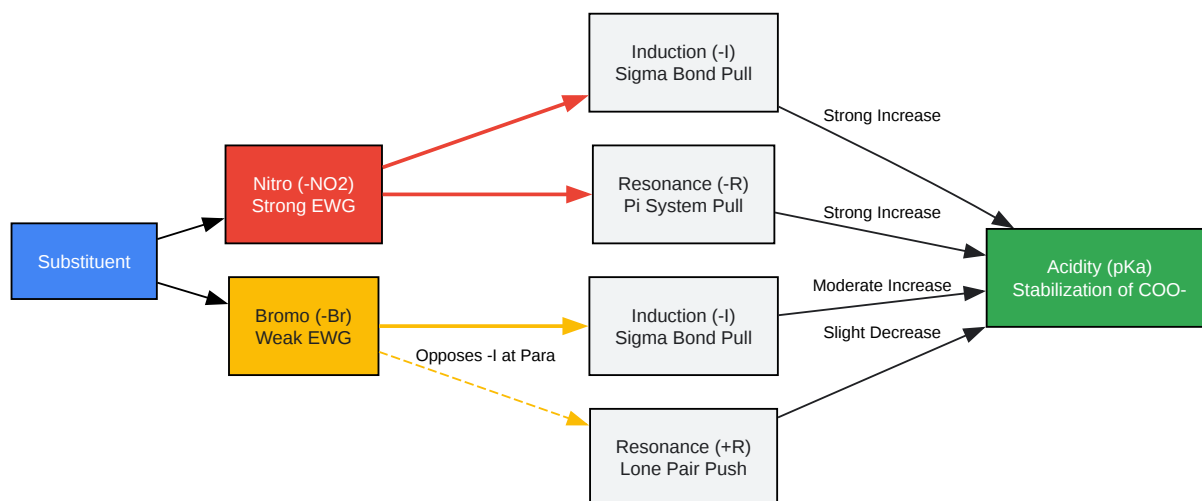 Substituent
Nitro (-NO2)
Strong EWG
Bromo (-Br)
Weak EWG
Opposes -I at Para
Induction (-I)
Sigma Bond Pull
Resonance (-R)
Pi System Pull
Induction (-I)
Sigma Bond Pull
Resonance (+R)
Lone Pair Push
Strong Increase
Strong Increase
Moderate Increase
Slight Decrease
Acidity (pKa)
Stabilization of COO-